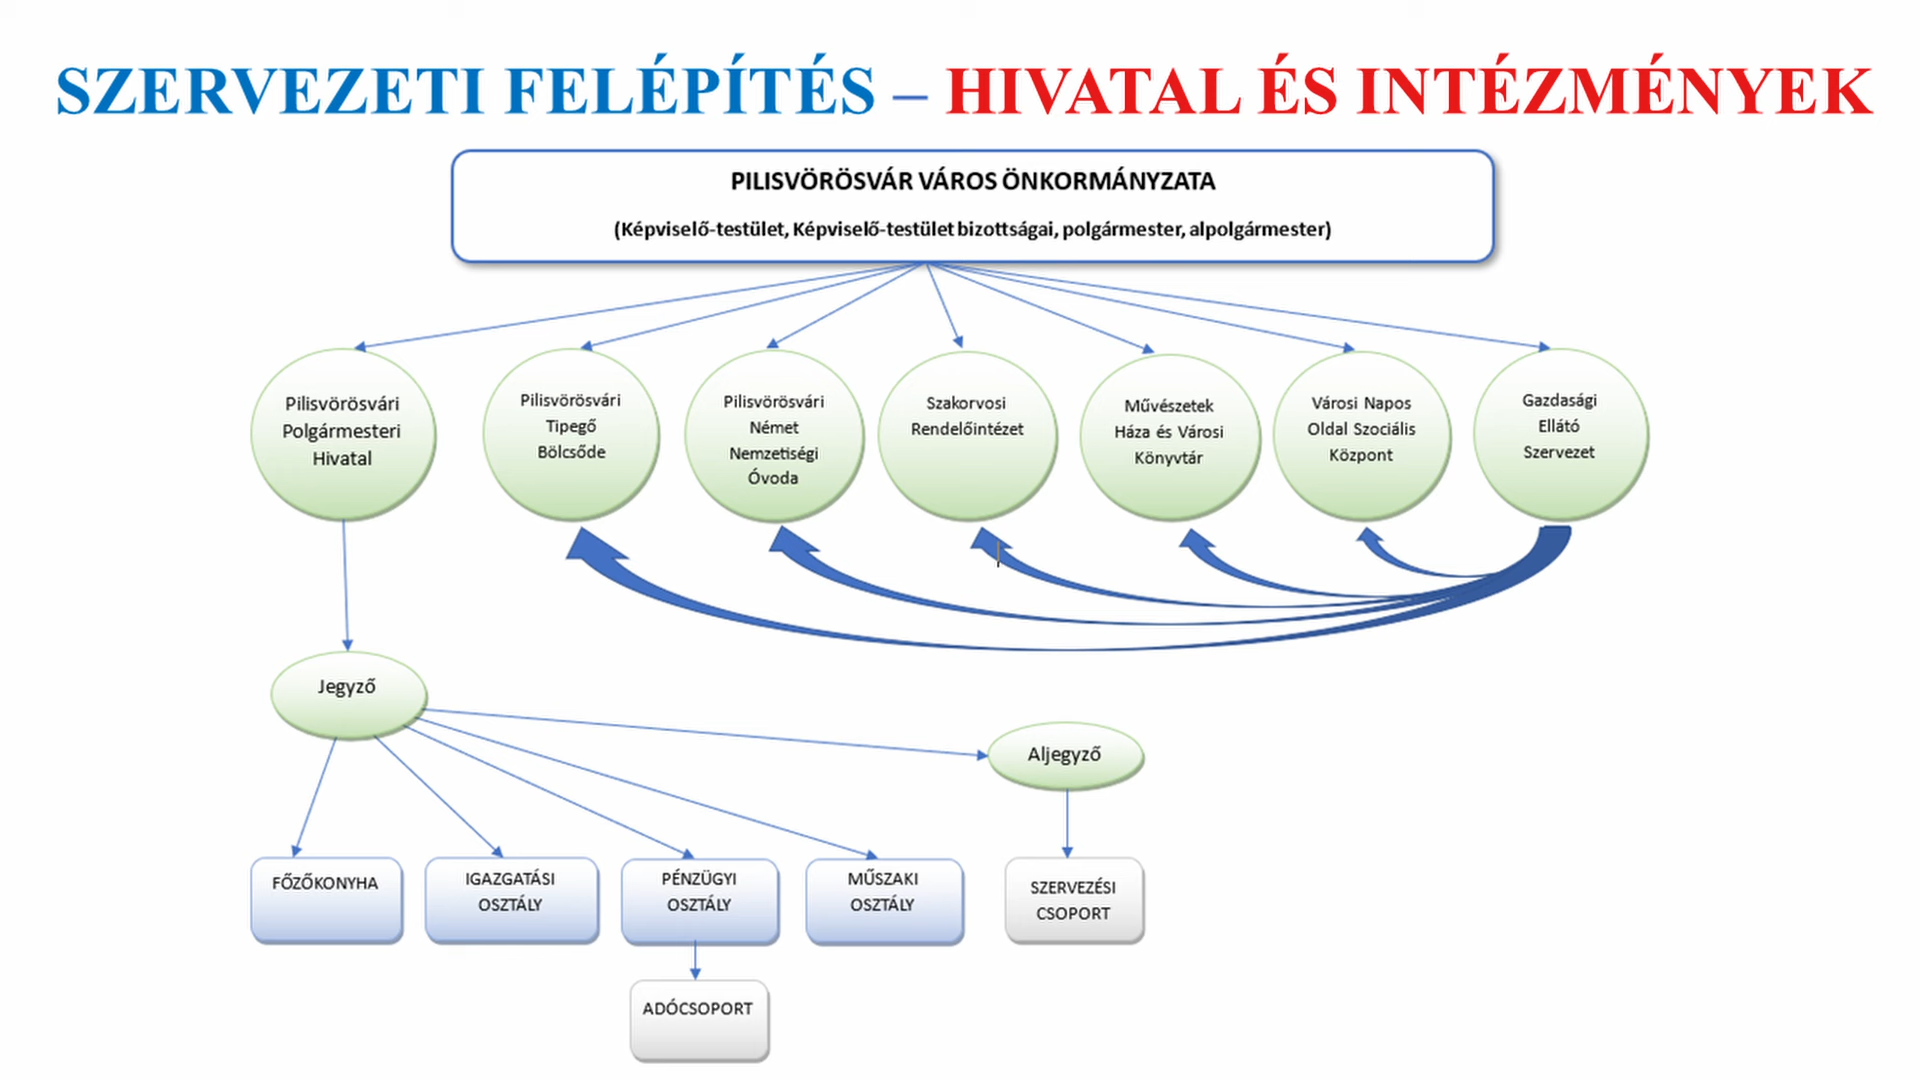 SZERVEZETI FELÉPÍTÉS – HIVATAL ÉS INTÉZMÉNYEK
PILISVÖRÖSVÁR VÁROS ÖNKORMÁNYZATA
(Képviselő-testület, Képviselő-testület bizottságai, polgármester, alpolgármester)
Pilisvörösvári
Polgármesteri
Hivatal
Pilisvörösvári
Tipegő
Bölcsőde
Pilisvörösvári
Német
Nemzetiségi
Óvoda
Szakorvosi
Rendelőintézet
Művészetek
Háza és Városi
Könyvtár
Városi Napos
Oldal Szociális
Központ
Gazdasági
Ellátó
Szervezet
Jegyző
Aljegyző
FŐZŐKONYHA
IGAZGATÁSI
OSZTÁLY
PÉNZÜGYI
OSZTÁLY
MŰSZAKI
OSZTÁLY
SZERVEZÉSI
CSOPORT
ADÓCSOPORT